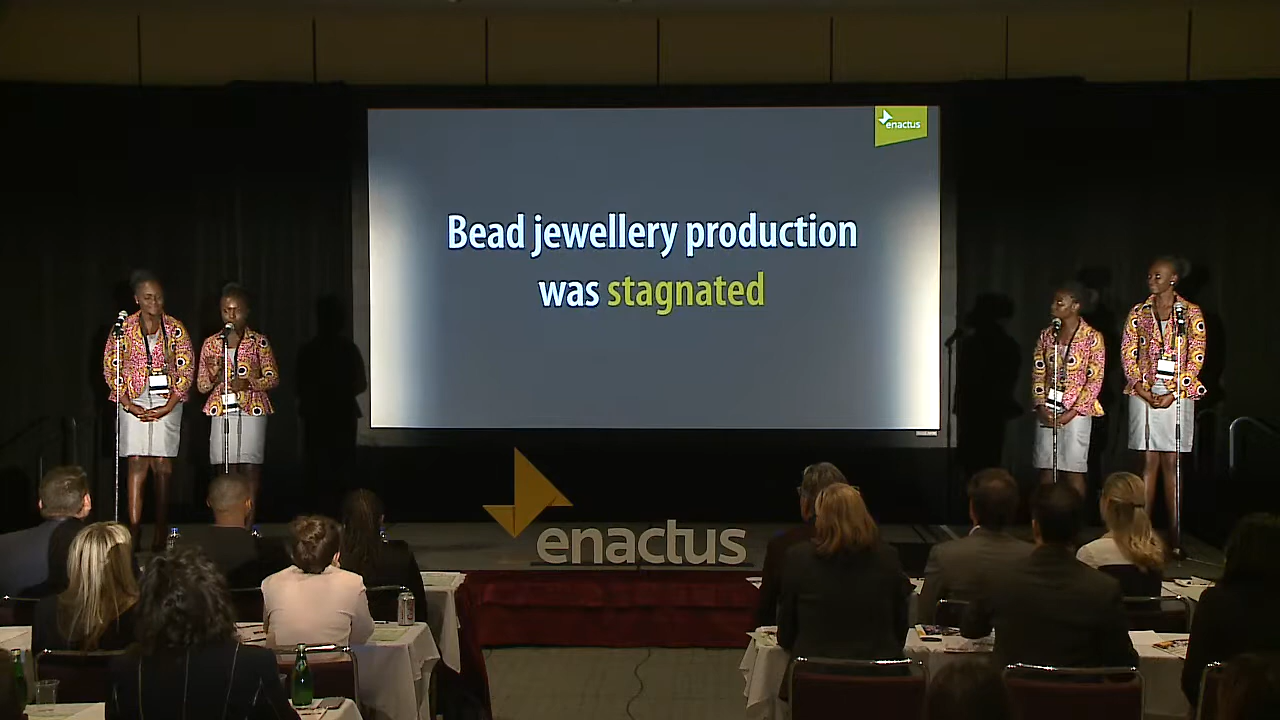 enactus
Bead jewellery production
was stagnated
enactus